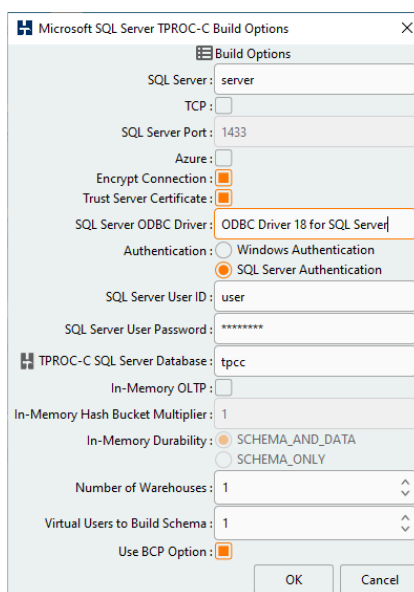 Microsoft SQL Server TPROC-C Build Options
Build Options
SQL Server : server
TCP :
SQL Server Port : 1433
Azure :
Encrypt Connection :
Trust Server Certificate :
SQL Server ODBC Driver : ODBC Driver 18 for SQL Server
Authentication : Windows Authentication
SQL Server Authentication
SQL Server User ID : user
SQL Server User Password : ********
TPROC-C SQL Server Database : tpcc
In-Memory OLTP :
In-Memory Hash Bucket Multiplier : 1
In-Memory Durability : SCHEMA_AND_DATA
SCHEMA_ONLY
Number of Warehouses : 1
Virtual Users to Build Schema : 1
Use BCP Option :
OK Cancel